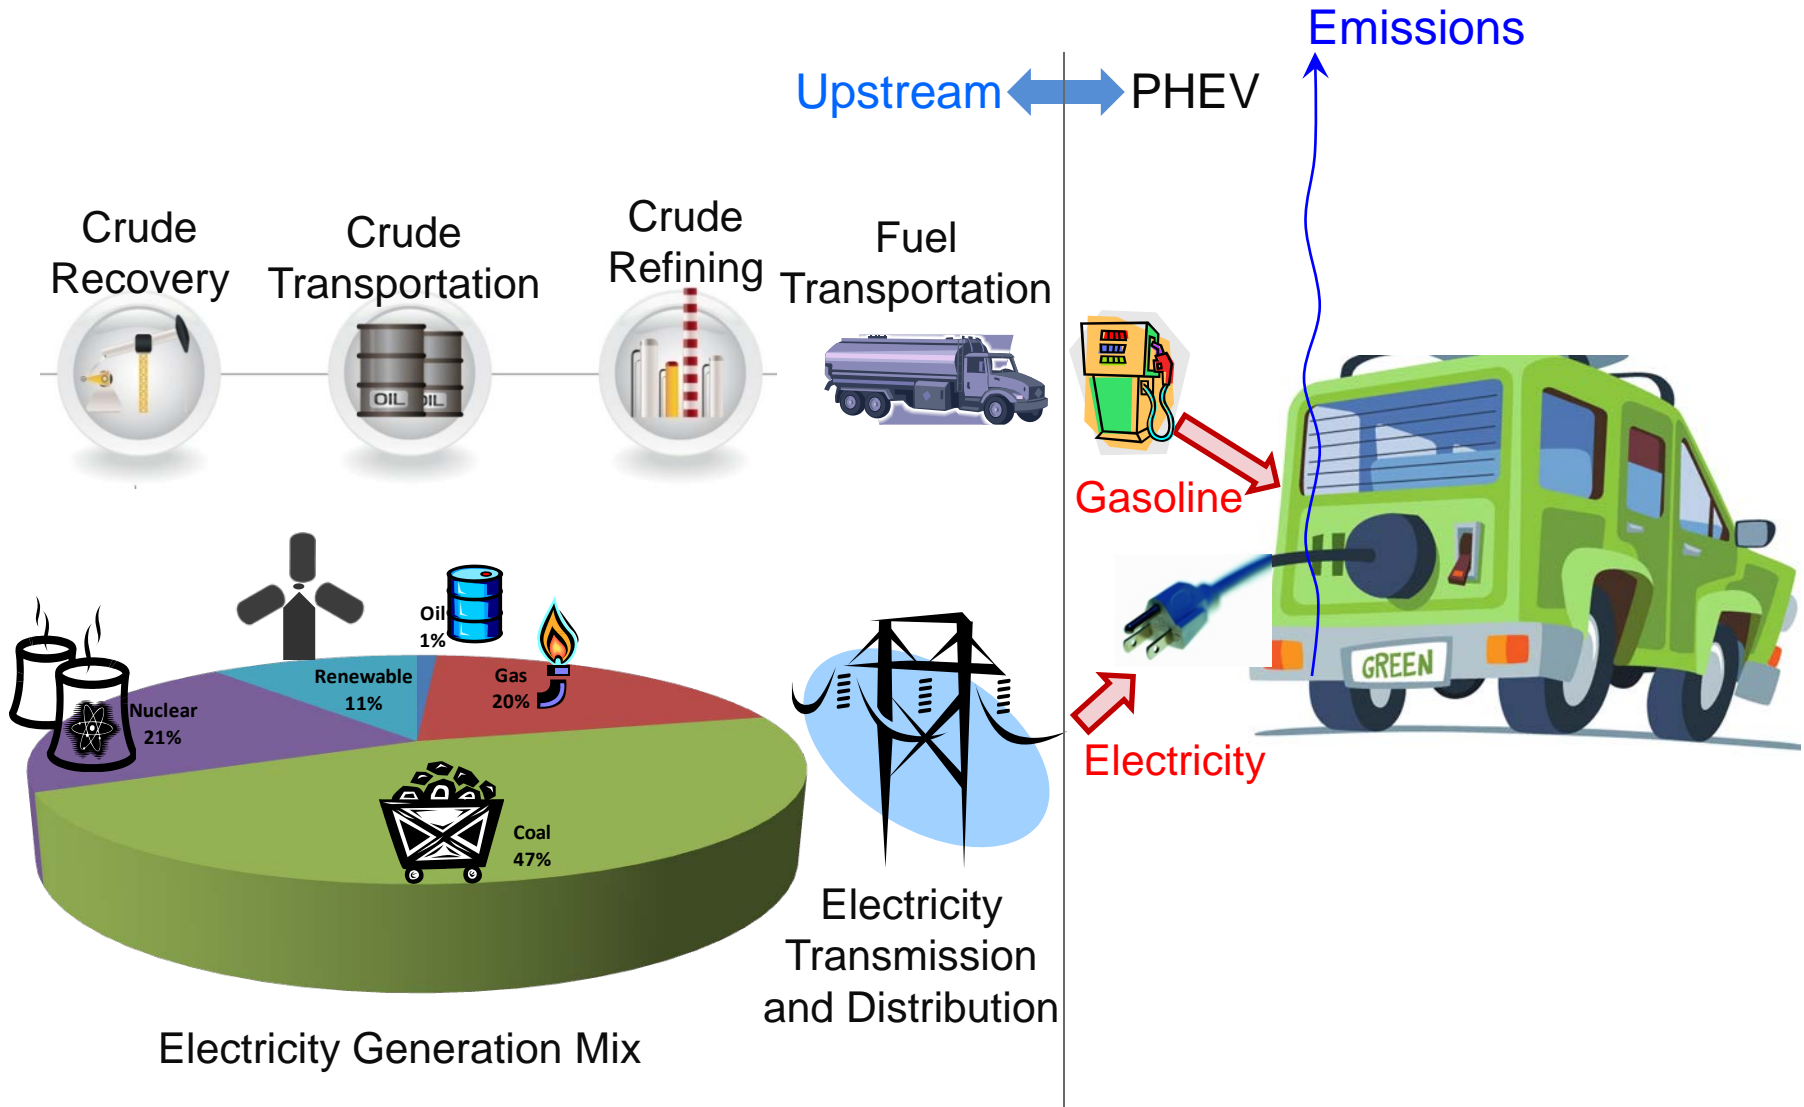 Emissions
Upstream
PHEV
Crude
Recovery
Crude
Transportation
Crude
Refining
Fuel
Transportation
OIL
OIL
Gasoline
Oil
1%
Renewable
11%
Gas
20%
Nuclear
21%
Coal
47%
GREEN
Electricity
Electricity
Transmission
and Distribution
Electricity Generation Mix